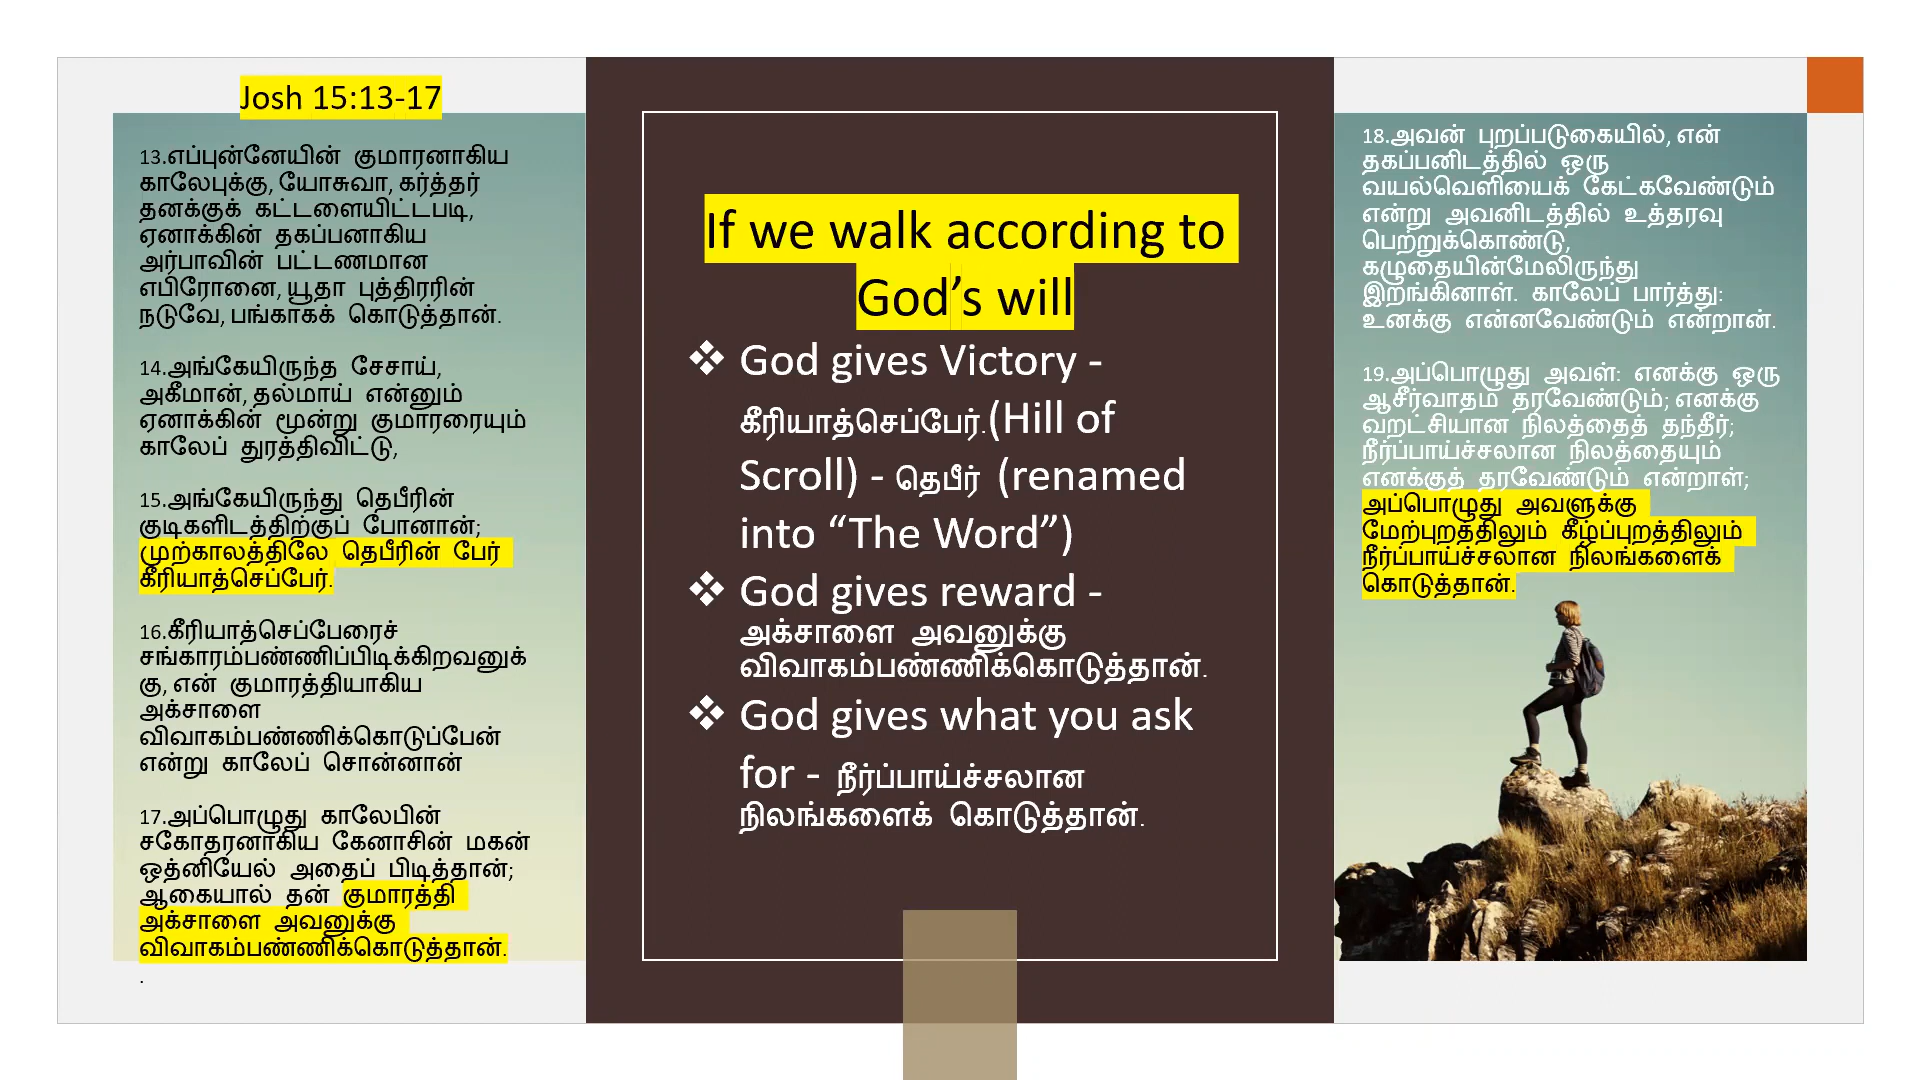 Josh 15:13-17
13.எப்புன்னேயின் குமாரனாகிய
காலேபுக்கு, யோசுவா, கர்த்தர்
தனக்குக் கட்டளையிட்டபடி,
ஏனாக்கின் தகப்பனாகிய
அர்பாவின் பட்டணமான
எபிரோனை, யூதா புத்திரரின்
நடுவே, பங்காகக் கொடுத்தான்.
14.அங்கேயிருந்த சேசாய்,
அகீமான், தல்மாய் என்னும்
ஏனாக்கின் மூன்று குமாரரையும்
காலேப் துரத்திவிட்டு,
15.அங்கேயிருந்து தெபீரின்
குடிகளிடத்திற்குப் போனான்;
முற்காலத்திலே தெபீரின் பேர்
கீரியாத்செப்பேர்.
16.கீரியாத்செப்பேரைச்
சங்காரம்பண்ணிப்பிடிக்கிறவனுக்
கு, என் குமாரத்தியாகிய
அக்சாளை
விவாகம்பண்ணிக்கொடுப்பேன்
என்று காலேப் சொன்னான்
17.அப்பொழுது காலேபின்
சகோதரனாகிய கேனாசின் மகன்
ஒத்னியேல் அதைப் பிடித்தான்;
ஆகையால் தன் குமாரத்தி
அக்சாளை அவனுக்கு
விவாகம்பண்ணிக்கொடுத்தான்.
.
If we walk according to
God’s will
❖ God gives Victory -
கீரியாத்செப்பேர்.(Hill of
Scroll) - தெபீர் (renamed
into “The Word”)
❖ God gives reward -
அக்சாளை அவனுக்கு
விவாகம்பண்ணிக்கொடுத்தான்.
❖ God gives what you ask
for - நீர்ப்பாய்ச்சலான
நிலங்களைக் கொடுத்தான்.
18.அவன் புறப்படுகையில், என்
தகப்பனிடத்தில் ஒரு
வயல்வெளியைக் கேட்கவேண்டும்
என்று அவனிடத்தில் உத்தரவு
பெற்றுக்கொண்டு,
கழுதையின்மேலிருந்து
இறங்கினாள். காலேப் பார்த்து:
உனக்கு என்னவேண்டும் என்றான்.
19.அப்பொழுது அவள்: எனக்கு ஒரு
ஆசீர்வாதம் தரவேண்டும்; எனக்கு
வறட்சியான நிலத்தைத் தந்தீர்;
நீர்ப்பாய்ச்சலான நிலத்தையும்
எனக்குத் தரவேண்டும் என்றாள்;
அப்பொழுது அவளுக்கு
மேற்புறத்திலும் கீழ்ப்புறத்திலும்
நீர்ப்பாய்ச்சலான நிலங்களைக்
கொடுத்தான்.